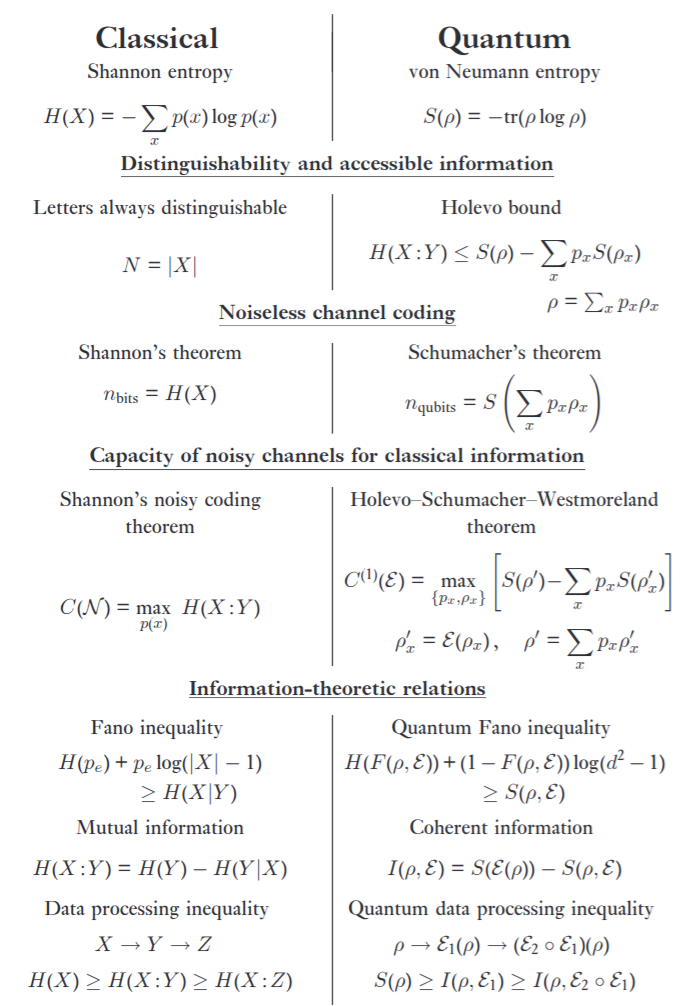 Classical
Quantum
Shannon entropy
von Neumann entropy
H(X) = −∑ₓ p(x) log p(x)
S(ρ) = −tr(ρ log ρ)
Distinguishability and accessible information
Letters always distinguishable
Holevo bound
N = |X|
H(X : Y) ≤ S(ρ) − ∑ₓ pₓS(ρₓ)
ρ = ∑ₓ pₓρₓ
Noiseless channel coding
Shannon's theorem
Schumacher's theorem
n_bits = H(X)
n_qubits = S(∑ₓ pₓρₓ)
Capacity of noisy channels for classical information
Shannon's noisy coding
theorem
Holevo–Schumacher–Westmoreland
theorem
C(𝒩) = max_{p(x)} H(X : Y)
C⁽¹⁾(ℰ) = max_{{pₓ,ρₓ}} [S(ρ′) − ∑ₓ pₓS(ρ′ₓ)]
ρ′ₓ = ℰ(ρₓ), ρ′ = ∑ₓ pₓρ′ₓ
Information-theoretic relations
Fano inequality
Quantum Fano inequality
H(pₑ) + pₑ log(|X| − 1)
≥ H(X|Y)
H(F(ρ, ℰ)) + (1 − F(ρ, ℰ)) log(d² − 1)
≥ S(ρ, ℰ)
Mutual information
Coherent information
H(X : Y) = H(Y) − H(Y|X)
I(ρ, ℰ) = S(ℰ(ρ)) − S(ρ, ℰ)
Data processing inequality
Quantum data processing inequality
X → Y → Z
ρ → ℰ₁(ρ) → (ℰ₂ ∘ ℰ₁)(ρ)
H(X) ≥ H(X : Y) ≥ H(X : Z)
S(ρ) ≥ I(ρ, ℰ₁) ≥ I(ρ, ℰ₂ ∘ ℰ₁)